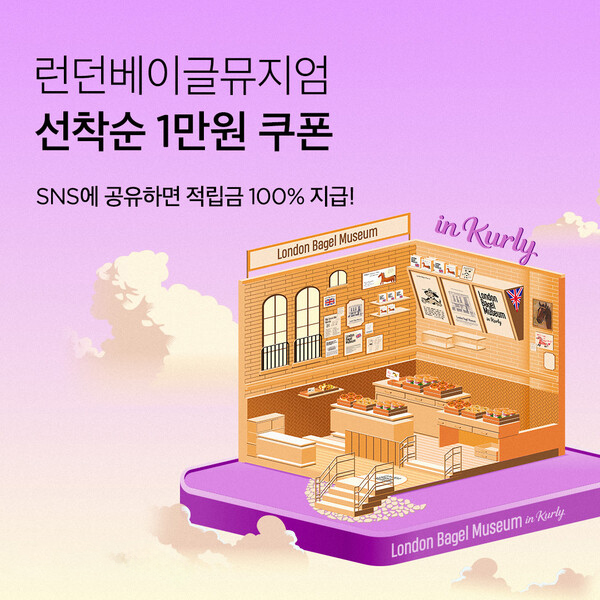 런던베이글뮤지엄
선착순 1만원 쿠폰
SNS에 공유하면 적립금 100% 지급!
in Kurly
London Bagel Museum
London
Bagel
Museum
in Kurly
London Bagel Museum in Kurly